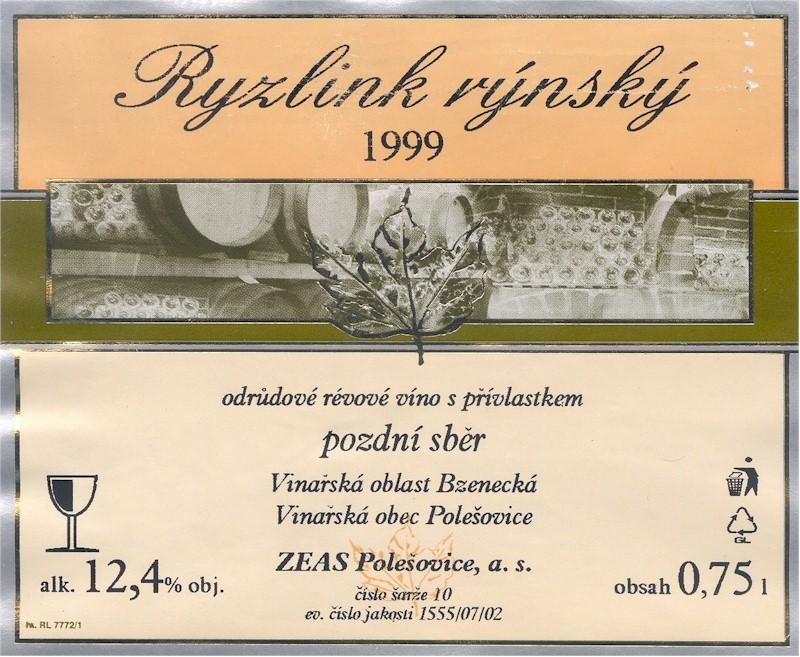 Ryzlink rýnský
1999
odrůdové révové víno s přívlastkem
pozdní sběr
Vinařská oblast Bzenecká
Vinařská obec Polešovice
ZEAS Polešovice, a. s.
alk. 12,4% obj.
obsah 0,75 l
číslo šarže 10
ev. číslo jakosti 1555/07/02
GL
RL 7772/1